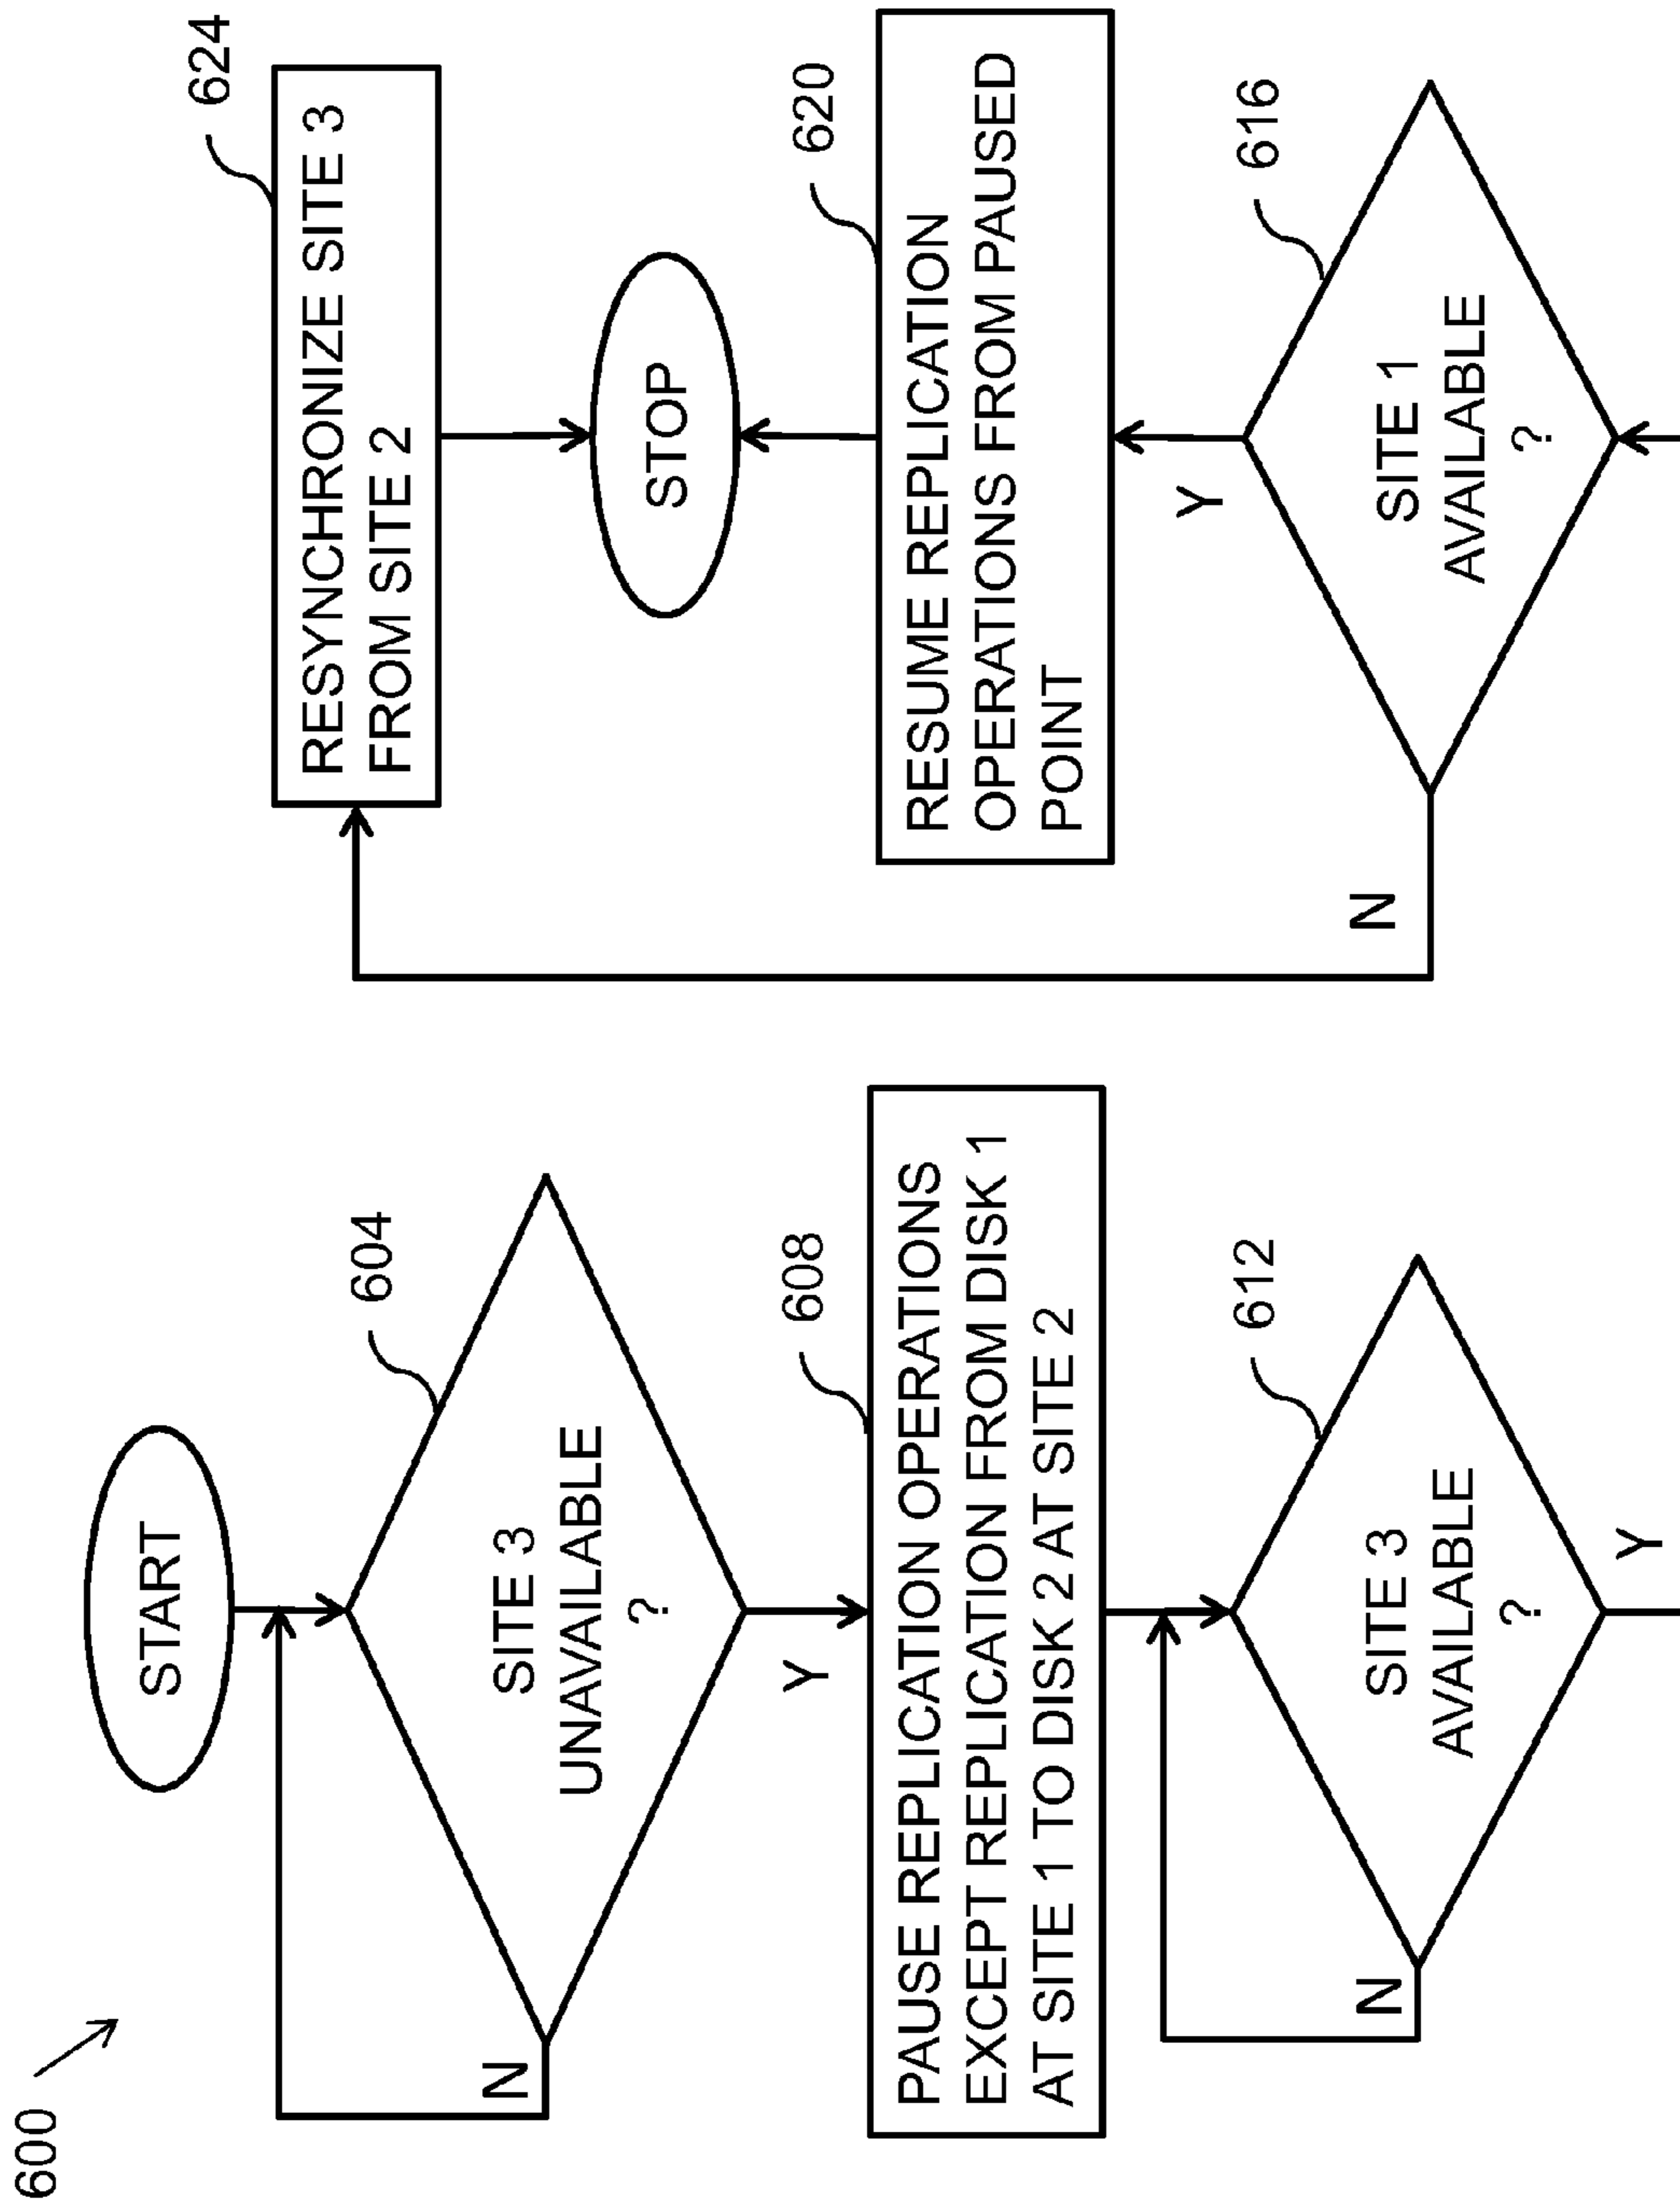 600
START
604
SITE 3
UNAVAILABLE
?
N
Y
608
PAUSE REPLICATION OPERATIONS
EXCEPT REPLICATION FROM DISK 1
AT SITE 1 TO DISK 2 AT SITE 2
612
SITE 3
AVAILABLE
?
N
Y
624
RESYNCHRONIZE SITE 3
FROM SITE 2
STOP
620
RESUME REPLICATION
OPERATIONS FROM PAUSED
POINT
616
Y
SITE 1
AVAILABLE
?
N